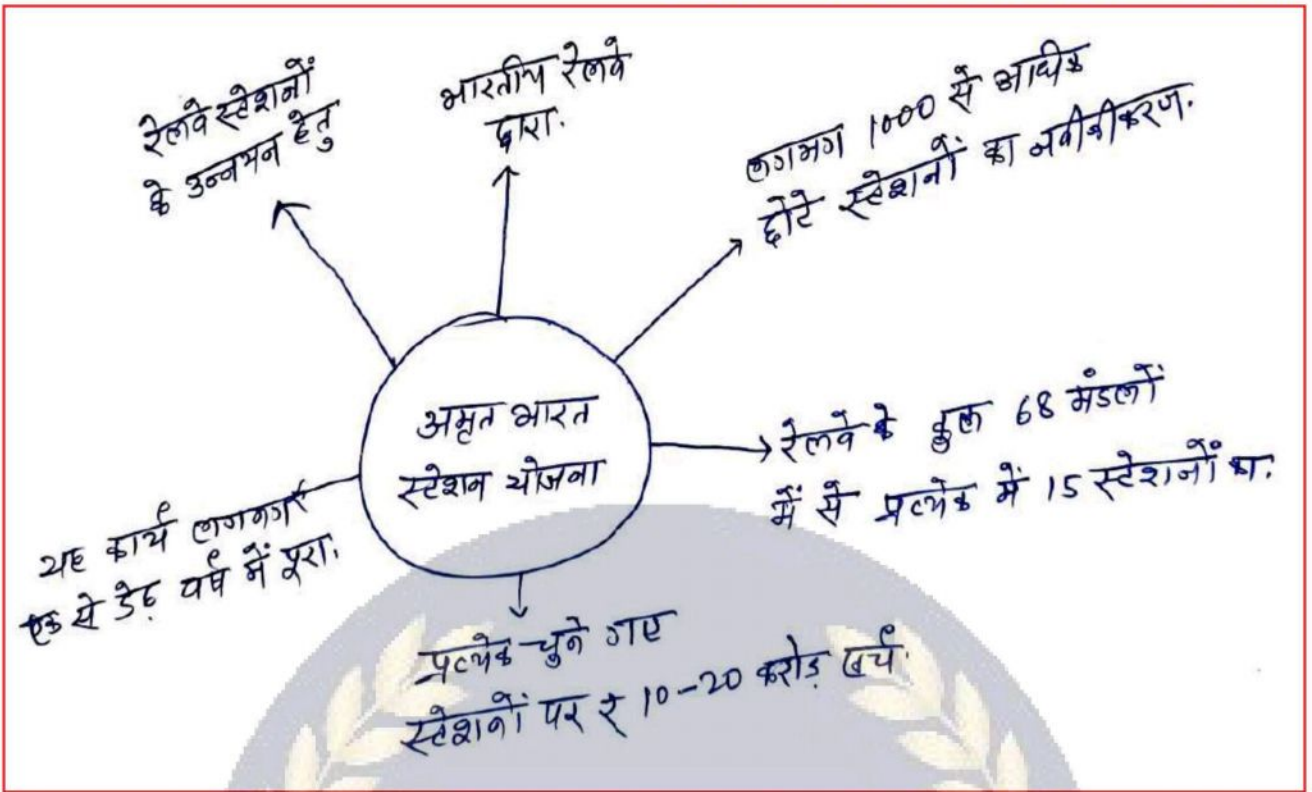 रेलवे स्टेशनों
के उन्नयन हेतु
भारतीय रेलवे
द्वारा.
लगभग 1000 से अधिक
छोटे स्टेशनों का नवीनीकरण.
अमृत भारत
स्टेशन योजना
रेलवे के कुल 68 मंडलों
में से प्रत्येक में 15 स्टेशनों का.
यह कार्य लगभग
एक से डेढ़ वर्ष में पूरा.
प्रत्येक चुने गए
स्टेशनों पर ₹ 10-20 करोड़ खर्च.